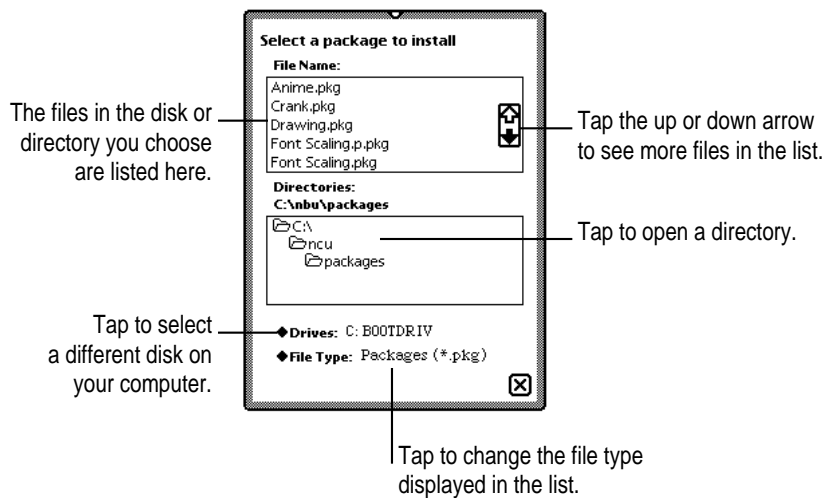 Select a package to install
File Name:
Anime.pkg
Crank.pkg
Drawing.pkg
Font Scaling.p.pkg
Font Scaling.pkg
Directories:
C:\nbu\packages
C:\
ncu
packages
Drives: C: BOOTDRIV
File Type: Packages (*.pkg)
The files in the disk or
directory you choose
are listed here.
Tap the up or down arrow
to see more files in the list.
Tap to open a directory.
Tap to select
a different disk on
your computer.
Tap to change the file type
displayed in the list.